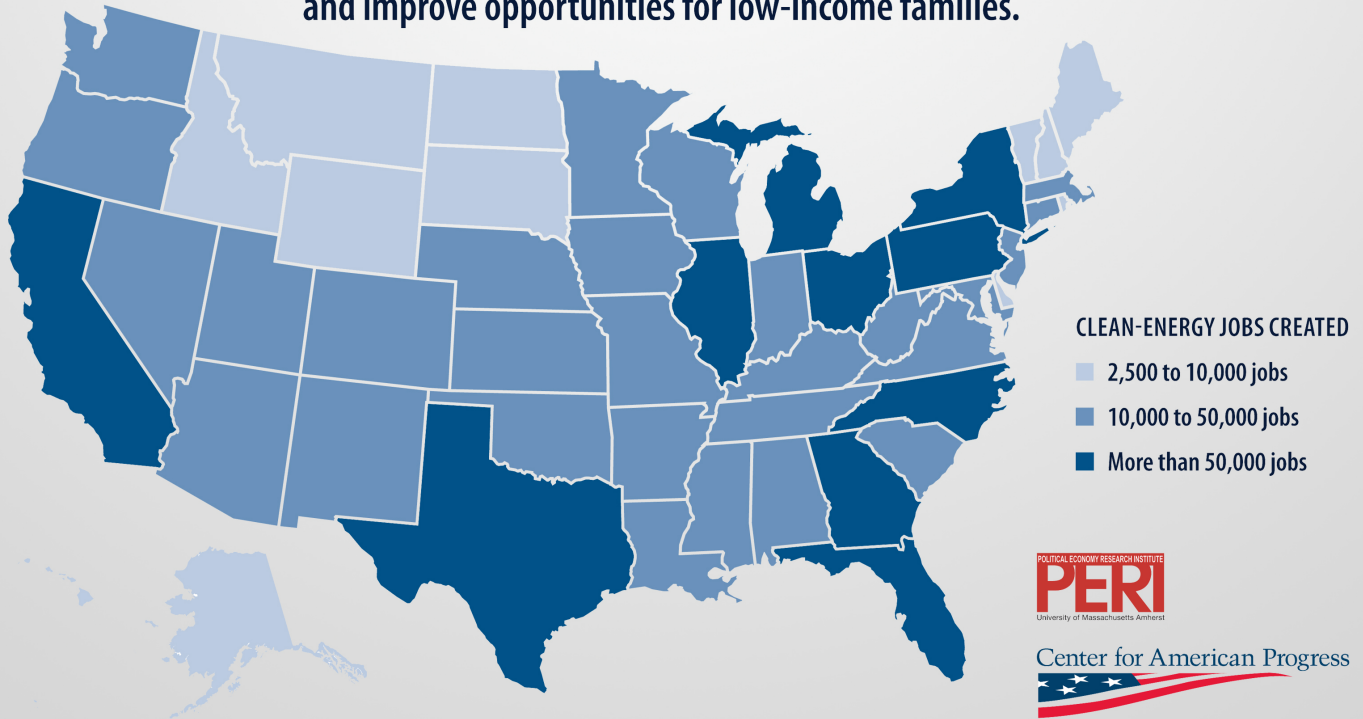 and improve opportunities for low-income families.
CLEAN-ENERGY JOBS CREATED
2,500 to 10,000 jobs
10,000 to 50,000 jobs
More than 50,000 jobs
POLITICAL ECONOMY RESEARCH INSTITUTE
PERI
University of Massachusetts Amherst
Center for American Progress